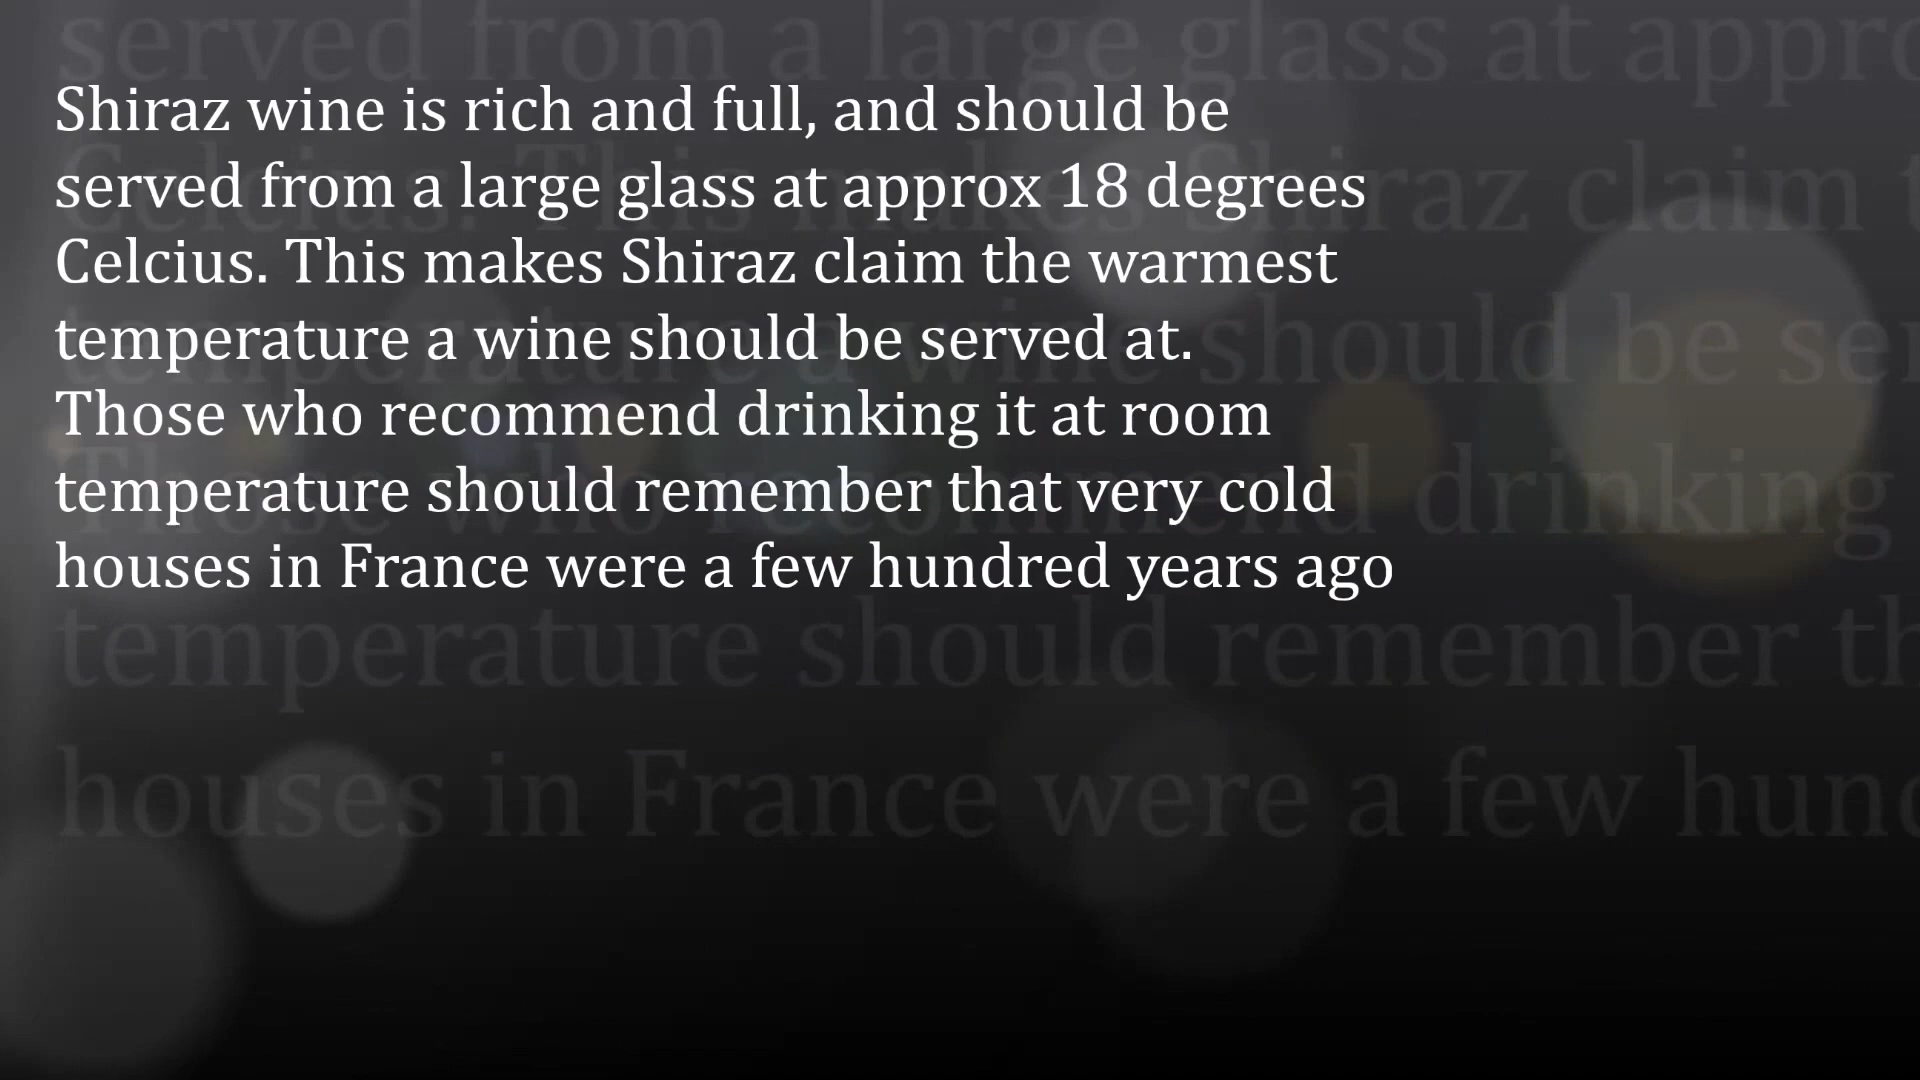 Shiraz wine is rich and full, and should be
served from a large glass at approx 18 degrees
Celcius. This makes Shiraz claim the warmest
temperature a wine should be served at.
Those who recommend drinking it at room
temperature should remember that very cold
houses in France were a few hundred years ago